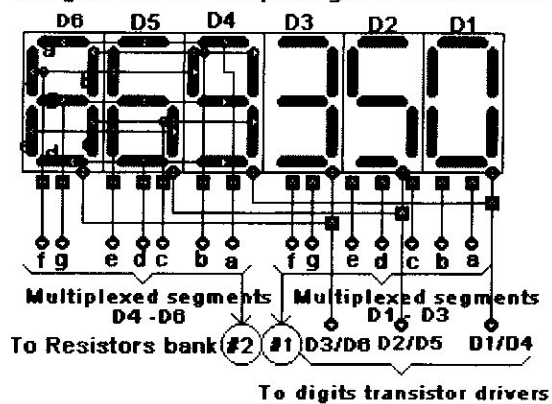 D6 D5 D4 D3 D2 D1
a
f g e d c b a f g e d c b a
Multiplexed segments Multiplexed segments
D4 -D6 D1 - D3
To Resistors bank #2 #1 D3/D6 D2/D5 D1/D4
To digits transistor drivers